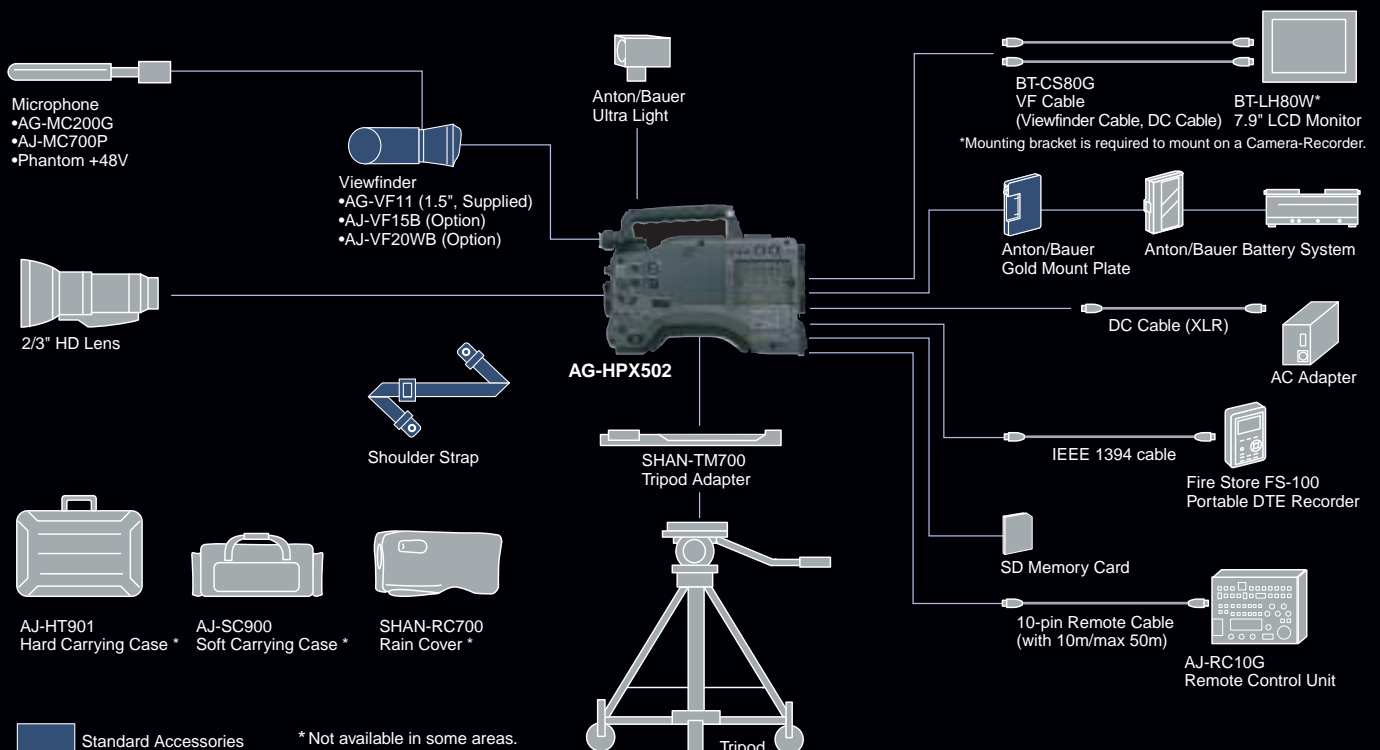 Microphone
•AG-MC200G
•AJ-MC700P
•Phantom +48V
Viewfinder
•AG-VF11 (1.5", Supplied)
•AJ-VF15B (Option)
•AJ-VF20WB (Option)
Anton/Bauer
Ultra Light
BT-CS80G
VF Cable
(Viewfinder Cable, DC Cable)
BT-LH80W*
7.9" LCD Monitor
*Mounting bracket is required to mount on a Camera-Recorder.
Anton/Bauer
Gold Mount Plate
Anton/Bauer Battery System
2/3" HD Lens
AG-HPX502
DC Cable (XLR)
AC Adapter
Shoulder Strap
SHAN-TM700
Tripod Adapter
IEEE 1394 cable
Fire Store FS-100
Portable DTE Recorder
SD Memory Card
10-pin Remote Cable
(with 10m/max 50m)
AJ-RC10G
Remote Control Unit
AJ-HT901
Hard Carrying Case *
AJ-SC900
Soft Carrying Case *
SHAN-RC700
Rain Cover *
Tripod
Standard Accessories
* Not available in some areas.